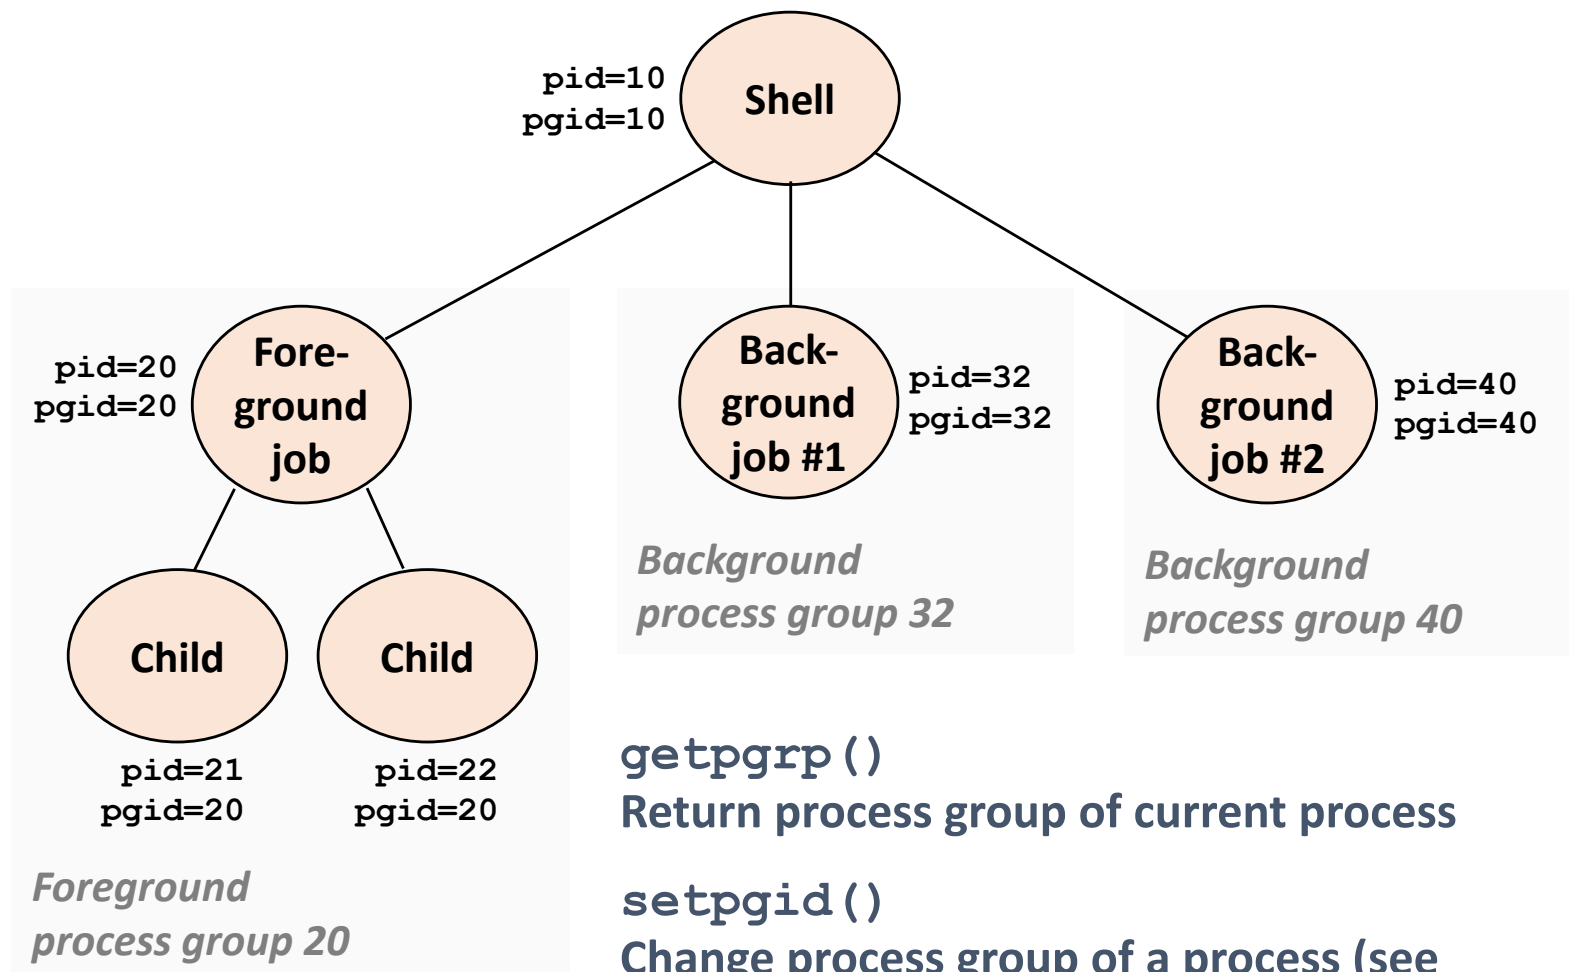 pid=10
pgid=10
Shell
pid=20
pgid=20
Fore-
ground
job
Back-
ground
job #1
pid=32
pgid=32
Back-
ground
job #2
pid=40
pgid=40
Background
process group 32
Background
process group 40
Child
Child
pid=21
pgid=20
pid=22
pgid=20
Foreground
process group 20
getpgrp()
Return process group of current process
setpgid()
Change process group of a process (see